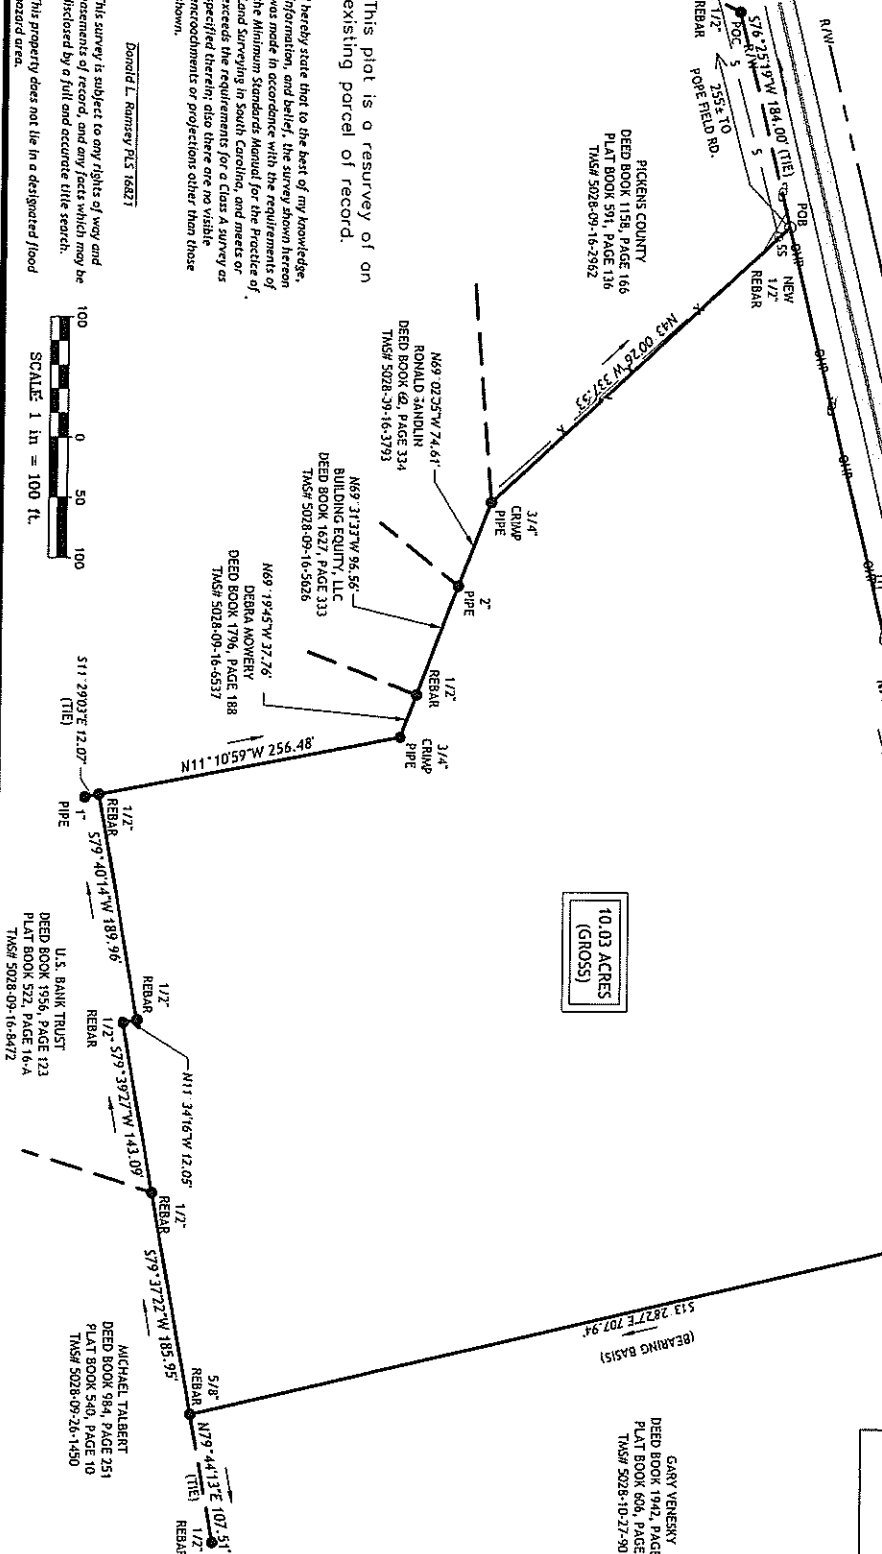 R/W
S76°25'19"W 184.00' (TIE)
POC
S
R/W
S
1/2"
REBAR
255± TO
POPE FIELD RD.
POB
SS
NEW
1/2"
REBAR
OHP
OHP
OHP
OHP
PICKENS COUNTY
DEED BOOK 1158, PAGE 166
PLAT BOOK 591, PAGE 136
TMS# 5028-09-16-2962
This plat is a resurvey of an
existing parcel of record.
N43°00'26"W 337.53'
X
X
X
N69°02'35"W 74.61'
RONALD SANDLIN
DEED BOOK 62, PAGE 334
TMS# 5028-09-16-3793
3/4"
CRIMP
PIPE
hereby state that to the best of my knowledge,
information, and belief, the survey shown hereon
was made in accordance with the requirements of
the Minimum Standards Manual for the Practice of
Land Surveying in South Carolina, and meets or
exceeds the requirements for a Class A survey as
specified therein; also there are no visible
encroachments or projections other than those
shown.
N69°31'33"W 96.56'
BUILDING EQUITY, LLC
DEED BOOK 1627, PAGE 333
TMS# 5028-09-16-5626
2"
PIPE
N69°19'45"W 37.76'
DEBRA MOWERY
DEED BOOK 1796, PAGE 188
TMS# 5028-09-16-6537
1/2"
REBAR
3/4"
CRIMP
PIPE
Donald L. Ramsey PLS 16821
This survey is subject to any rights of way and
easements of record, and any facts which may be
disclosed by a full and accurate title search.
This property does not lie in a designated flood
hazard area.
100 0 50 100
SCALE: 1 in = 100 ft.
N11°10'59"W 256.48'
S11°29'03"E 12.07'
(TIE)
1/2"
REBAR
1"
PIPE
S79°40'14"W 189.96'
10.03 ACRES
(GROSS)
1/2"
REBAR
1/2"
REBAR
N11°34'16"W 12.05'
S79°39'27"W 143.09'
U.S. BANK TRUST
DEED BOOK 1956, PAGE 123
PLAT BOOK 522, PAGE 16-A
TMS# 5028-09-16-8472
1/2"
REBAR
S79°37'22"W 185.95'
S13°28'27"E 707.94'
(BEARING BASIS)
MICHAEL TALBERT
DEED BOOK 984, PAGE 251
PLAT BOOK 540, PAGE 10
TMS# 5028-09-26-1450
5/8"
REBAR
N79°44'13"E 107.51'
(TIE)
1/2"
REBAR
GARY VENESKY
DEED BOOK 1942, PAGE
PLAT BOOK 606, PAGE
TMS# 5028-10-27-90